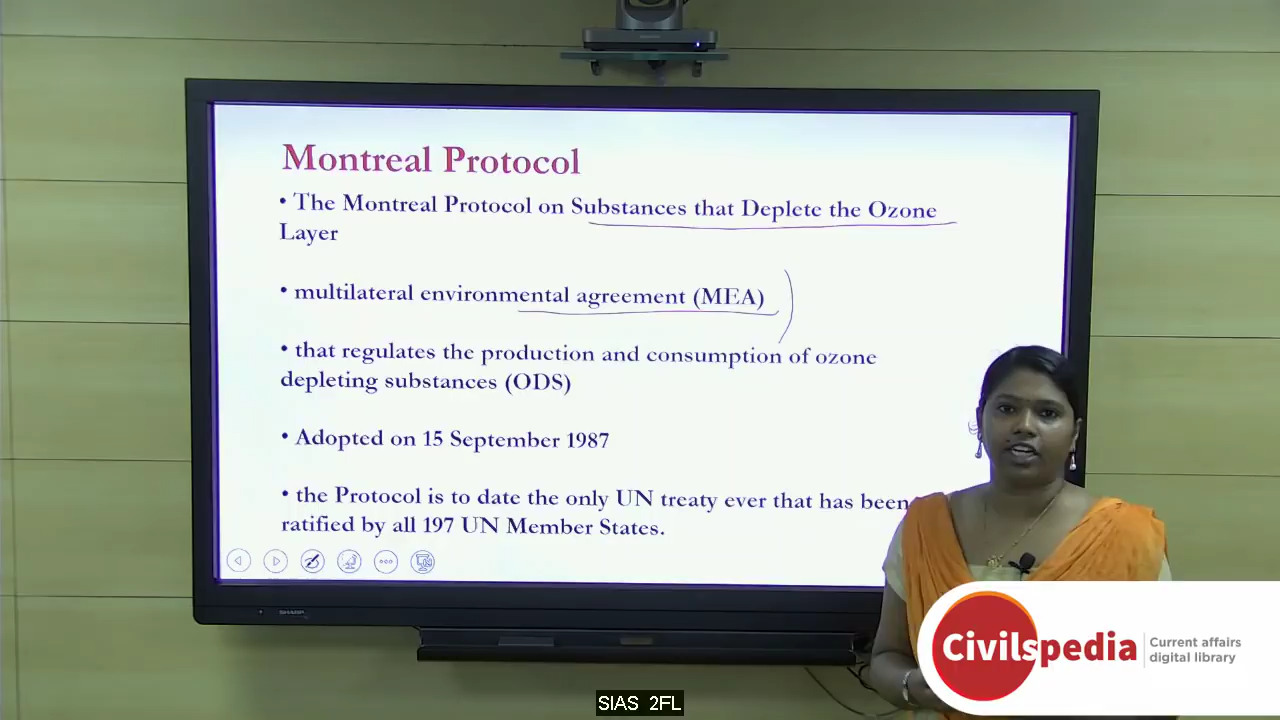 Montreal Protocol
• The Montreal Protocol on Substances that Deplete the Ozone
Layer
• multilateral environmental agreement (MEA)
• that regulates the production and consumption of ozone
depleting substances (ODS)
• Adopted on 15 September 1987
• the Protocol is to date the only UN treaty ever that has been
ratified by all 197 UN Member States.
SHARP
Civilspedia
Current affairs
digital library
SIAS 2FL